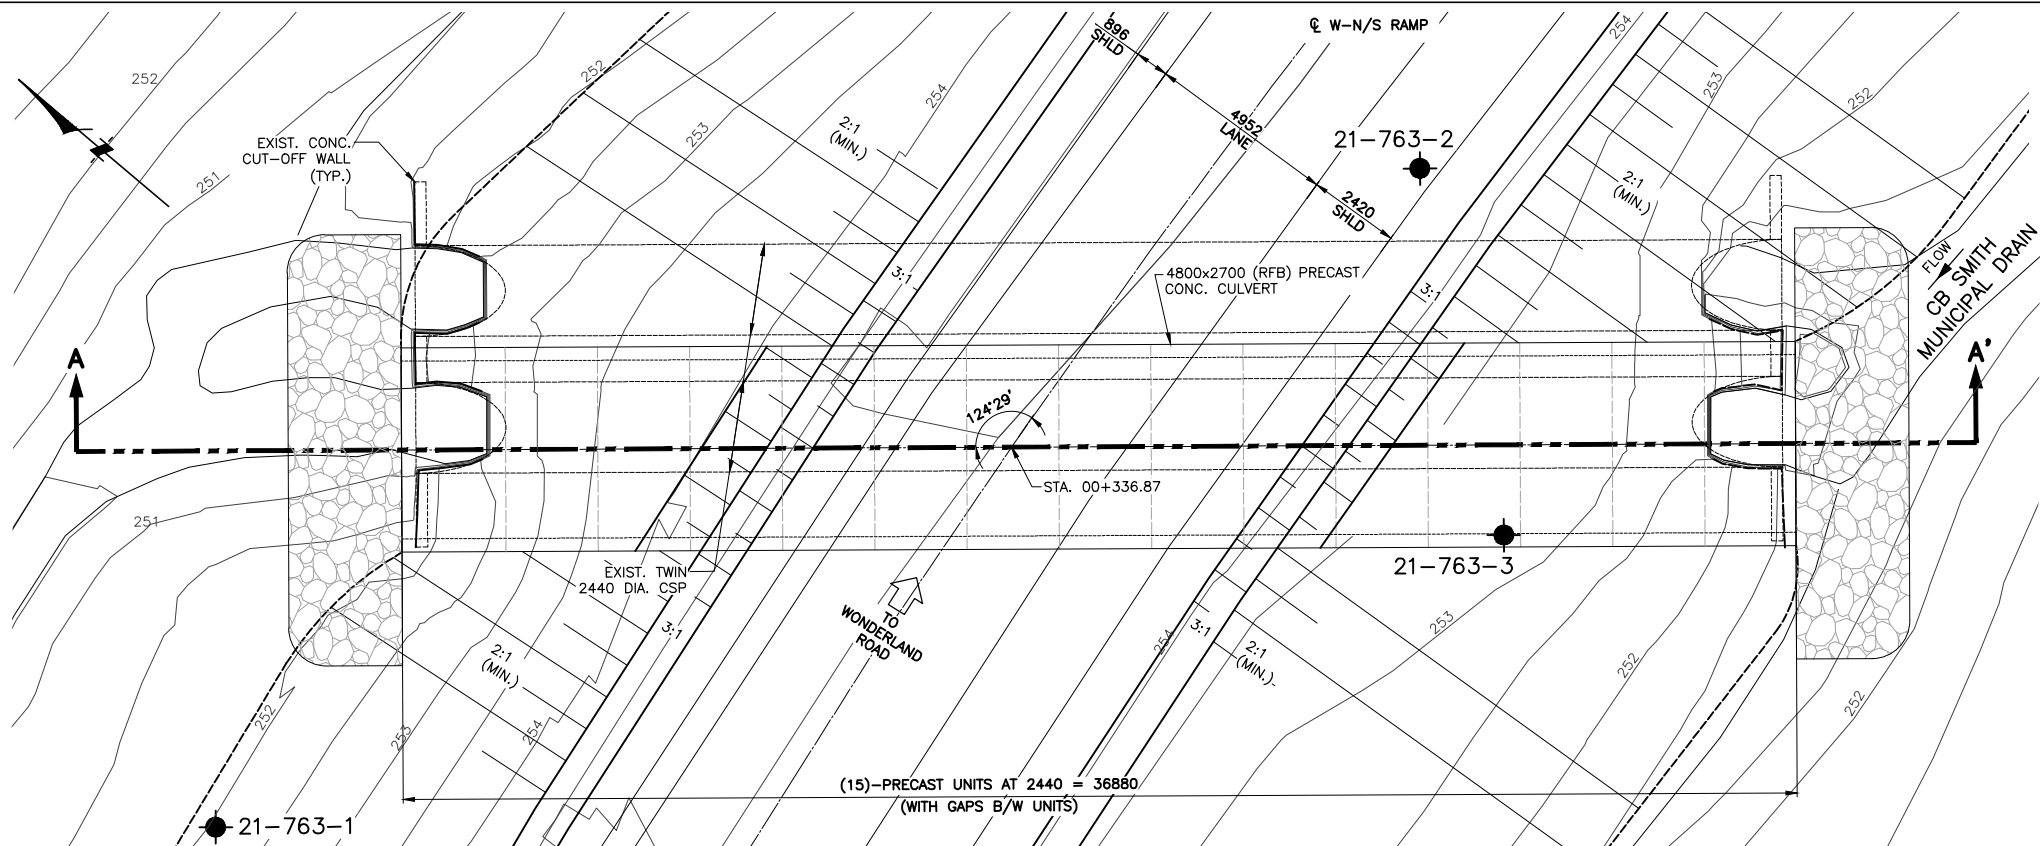 896
SHLD
℄ W-N/S RAMP
254
252
252
254
253
252
4952
LANE
21-763-2
2:1
(MIN.)
253
EXIST. CONC.
CUT-OFF WALL
(TYP.)
251
2:1
(MIN.)
2420
SHLD
FLOW
CB SMITH
MUNICIPAL DRAIN
3:1
4800x2700 (RFB) PRECAST
CONC. CULVERT
3:1
A
A'
124°29'
STA. 00+336.87
251
21-763-3
EXIST. TWIN
2440 DIA. CSP
TO
WONDERLAND
ROAD
3:1
3:1
254
253
2:1
(MIN.)
2:1
(MIN.)
252
252
252
253
254
(15)-PRECAST UNITS AT 2440 = 36880
(WITH GAPS B/W UNITS)
21-763-1